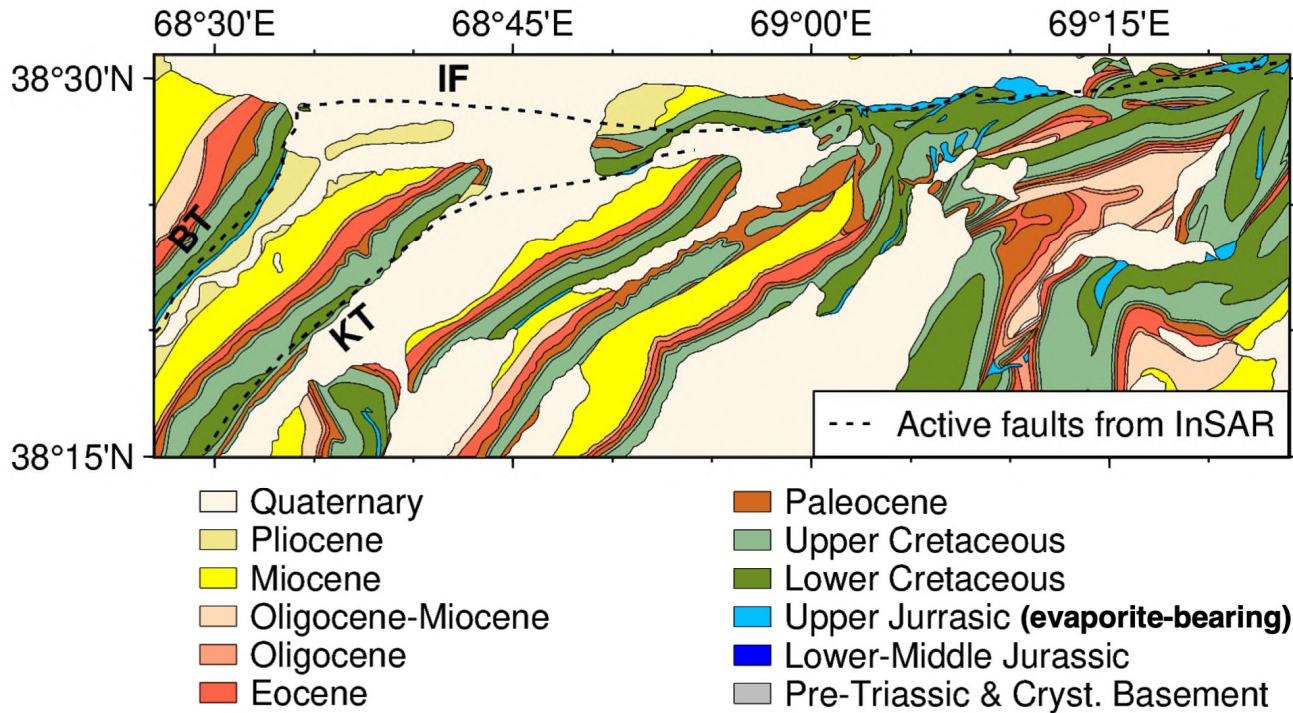 68°30'E 68°45'E 69°00'E 69°15'E
38°30'N
IF
BT
KT
38°15'N
Active faults from InSAR
Quaternary
Pliocene
Miocene
Oligocene-Miocene
Oligocene
Eocene
Paleocene
Upper Cretaceous
Lower Cretaceous
Upper Jurrasic (evaporite-bearing)
Lower-Middle Jurassic
Pre-Triassic & Cryst. Basement